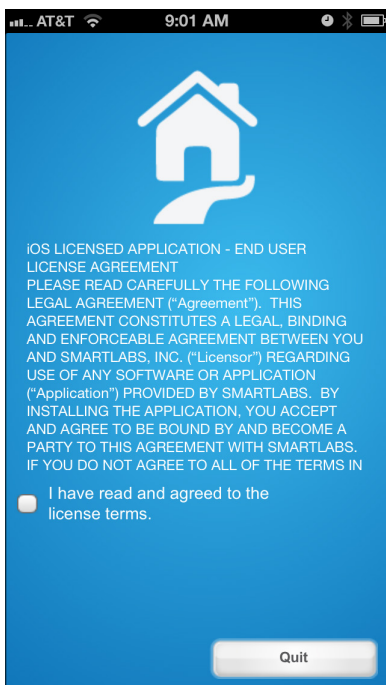 AT&T 9:01 AM
iOS LICENSED APPLICATION - END USER
LICENSE AGREEMENT
PLEASE READ CAREFULLY THE FOLLOWING
LEGAL AGREEMENT (“Agreement”).  THIS
AGREEMENT CONSTITUTES A LEGAL, BINDING
AND ENFORCEABLE AGREEMENT BETWEEN YOU
AND SMARTLABS, INC. (“Licensor”) REGARDING
USE OF ANY SOFTWARE OR APPLICATION
(“Application”) PROVIDED BY SMARTLABS.  BY
INSTALLING THE APPLICATION, YOU ACCEPT
AND AGREE TO BE BOUND BY AND BECOME A
PARTY TO THIS AGREEMENT WITH SMARTLABS.
IF YOU DO NOT AGREE TO ALL OF THE TERMS IN
I have read and agreed to the
license terms.
Quit